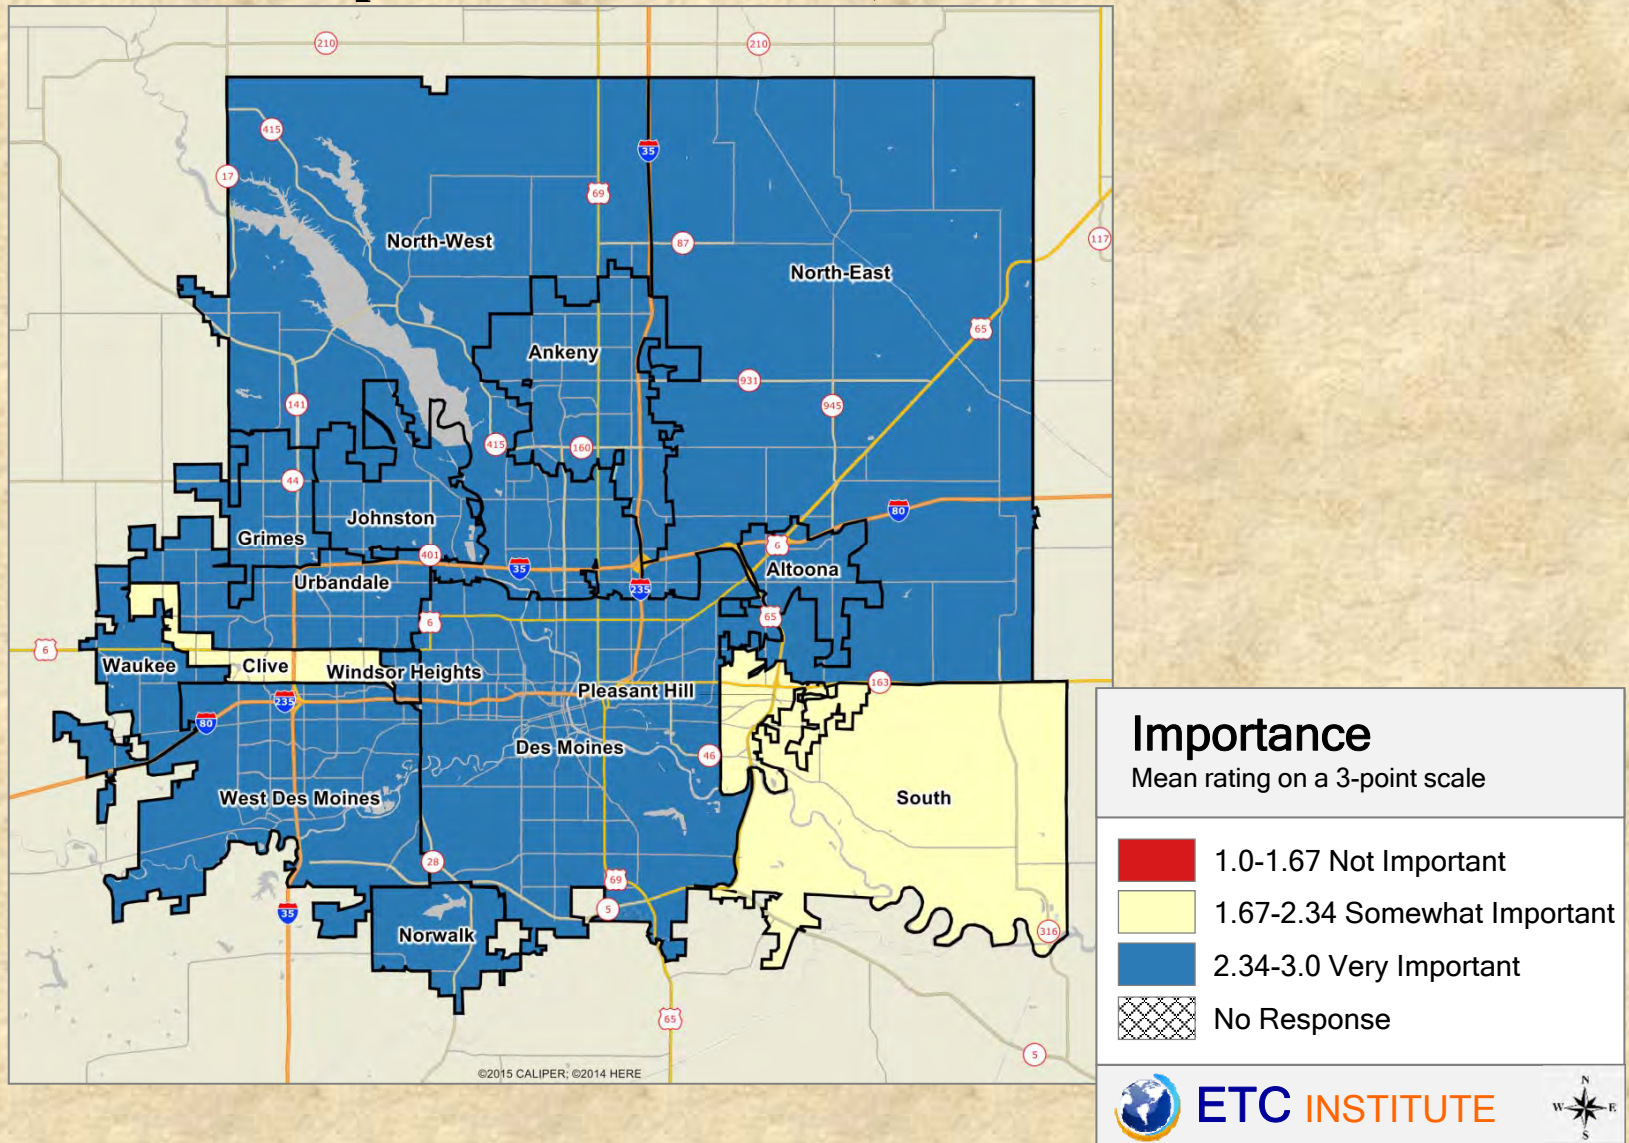 210
210
415
35
17
69
North-West
87
117
North-East
65
Ankeny
931
141
945
415
160
44
80
Johnston
Grimes
6
401
35
Altoona
Urbandale
235
65
6
6
Waukee
Clive
Windsor Heights
163
Pleasant Hill
235
80
Des Moines
46
West Des Moines
South
28
69
5
35
Norwalk
316
65
5
©2015 CALIPER; ©2014 HERE
Importance
Mean rating on a 3-point scale
1.0-1.67 Not Important
1.67-2.34 Somewhat Important
2.34-3.0 Very Important
No Response
ETC INSTITUTE
N
W E
S